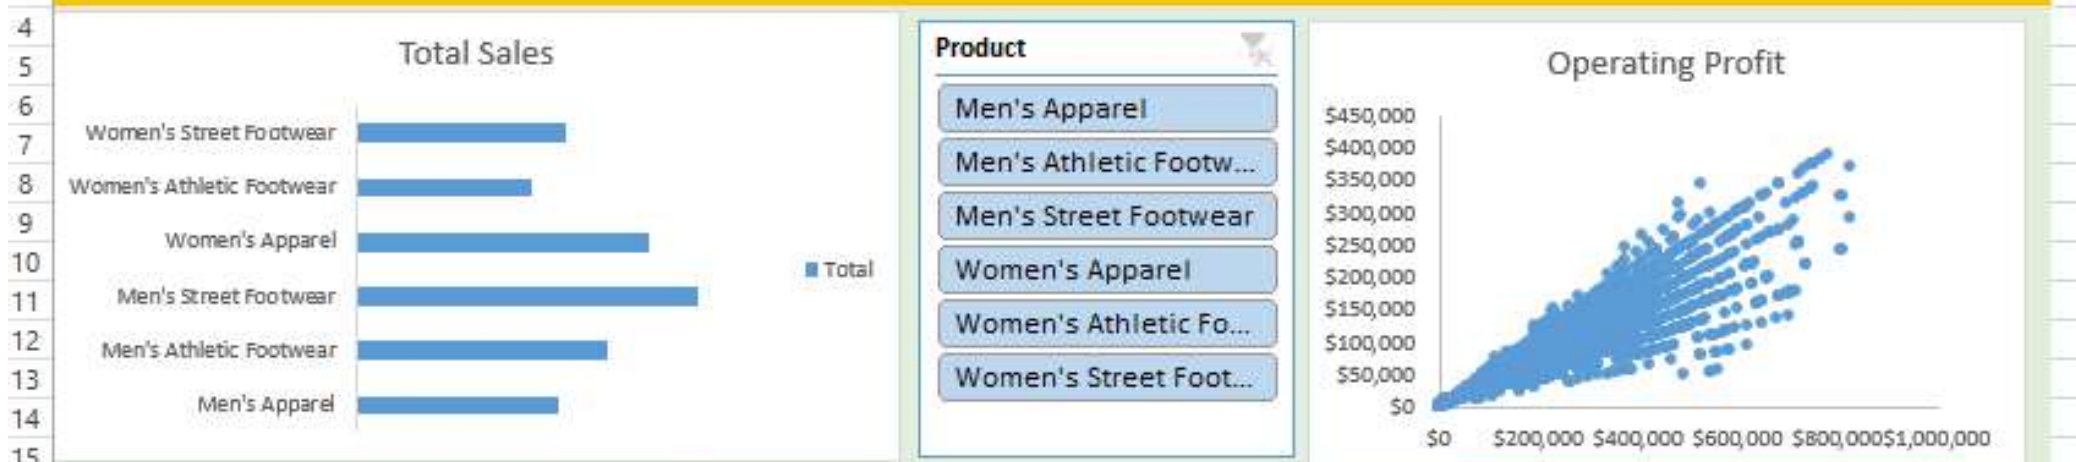 4
5
6
7
8
9
10
11
12
13
14
15
Total Sales
Women's Street Footwear
Women's Athletic Footwear
Women's Apparel
Men's Street Footwear
Men's Athletic Footwear
Men's Apparel
Total
Product
Men's Apparel
Men's Athletic Footw...
Men's Street Footwear
Women's Apparel
Women's Athletic Fo...
Women's Street Foot...
Operating Profit
$450,000
$400,000
$350,000
$300,000
$250,000
$200,000
$150,000
$100,000
$50,000
$0
$0 $200,000 $400,000 $600,000 $800,000 $1,000,000